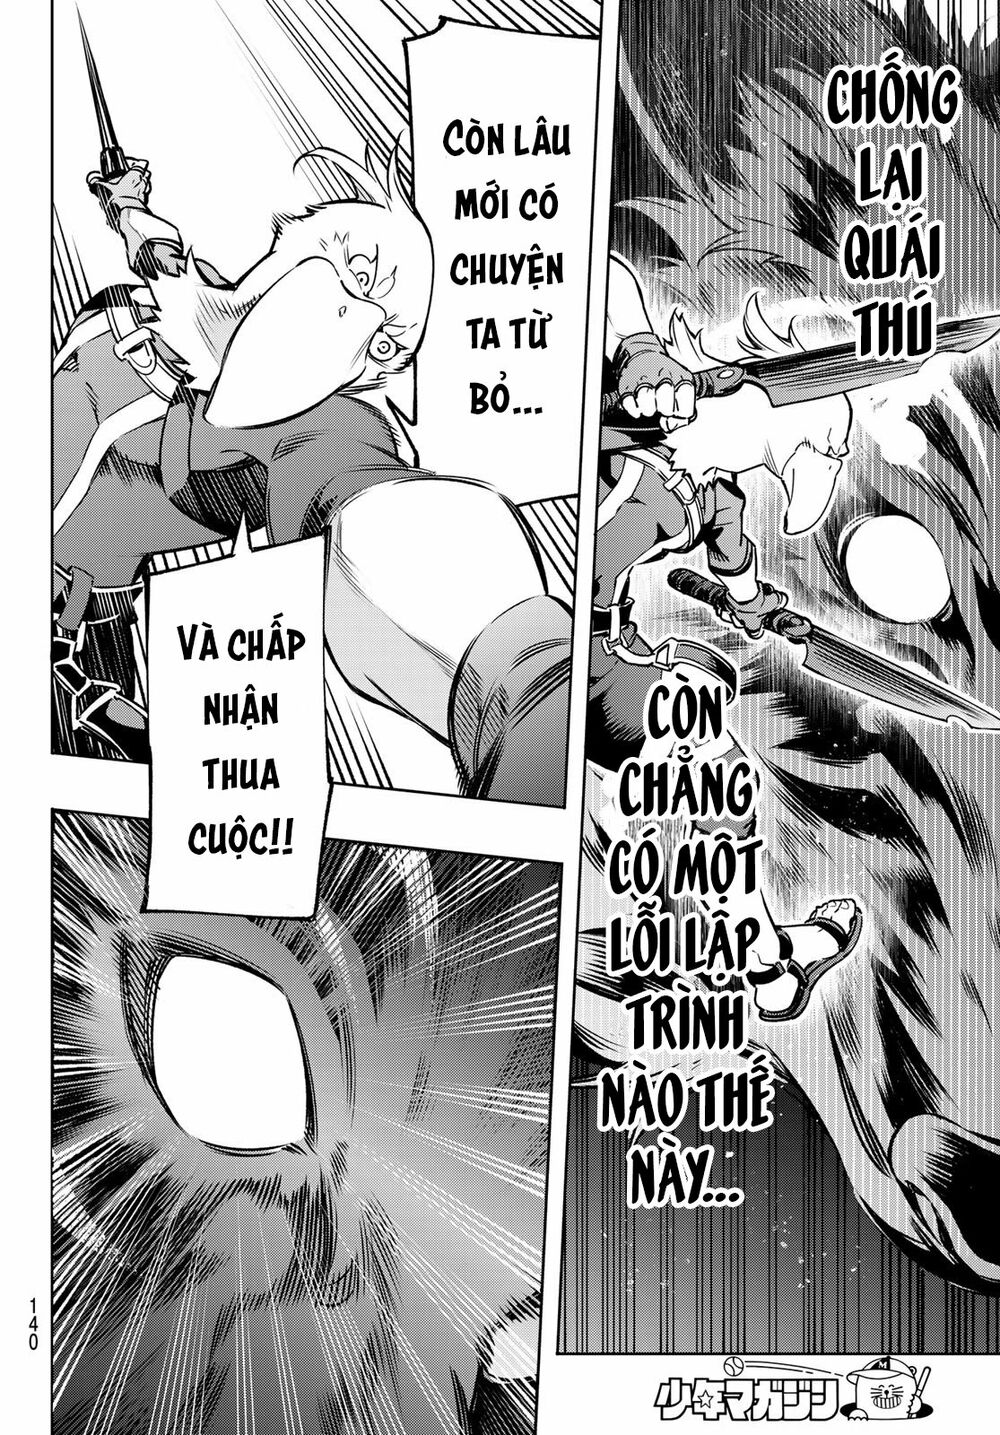 CHỐNG
LẠI
QUÁI
THÚ
CÒN
CHẲNG
CÓ MỘT
LỖI LẬP
TRÌNH
NÀO THẾ
NÀY...
CÒN LÂU
MỚI CÓ
CHUYỆN
TA TỪ
BỎ...
VÀ CHẤP
NHẬN
THUA
CUỘC!!
140
少年マガジン
M